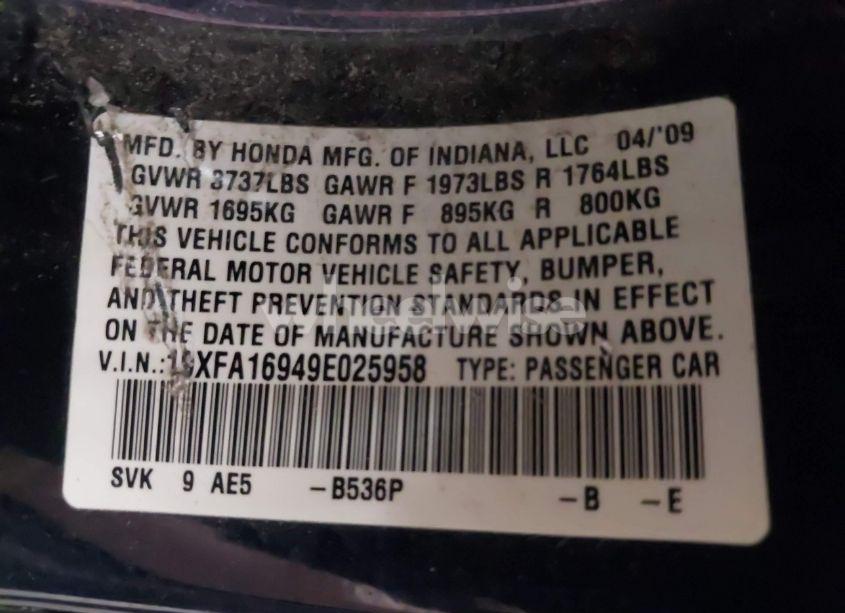 MFD. BY HONDA MFG. OF INDIANA, LLC 04/'09
GVWR 3737LBS GAWR F 1973LBS R 1764LBS
GVWR 1695KG GAWR F 895KG R 800KG
THIS VEHICLE CONFORMS TO ALL APPLICABLE
FEDERAL MOTOR VEHICLE SAFETY, BUMPER,
AND THEFT PREVENTION STANDARDS IN EFFECT
ON THE DATE OF MANUFACTURE SHOWN ABOVE.
V.I.N.:19XFA16949E025958 TYPE: PASSENGER CAR
SVK 9 AE5 -B536P -B -E